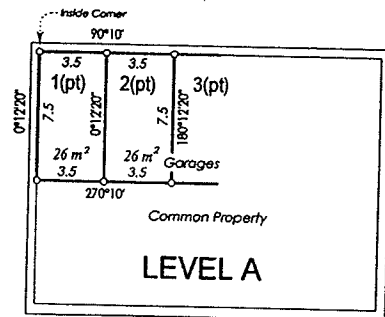 Inside Corner
90°10'
3.5
3.5
1(pt)
2(pt)
3(pt)
0°12'20"
7.5
0°12'20"
7.5
180°12'20"
26 m²
26 m²
Garages
3.5
3.5
270°10'
Common Property
LEVEL A